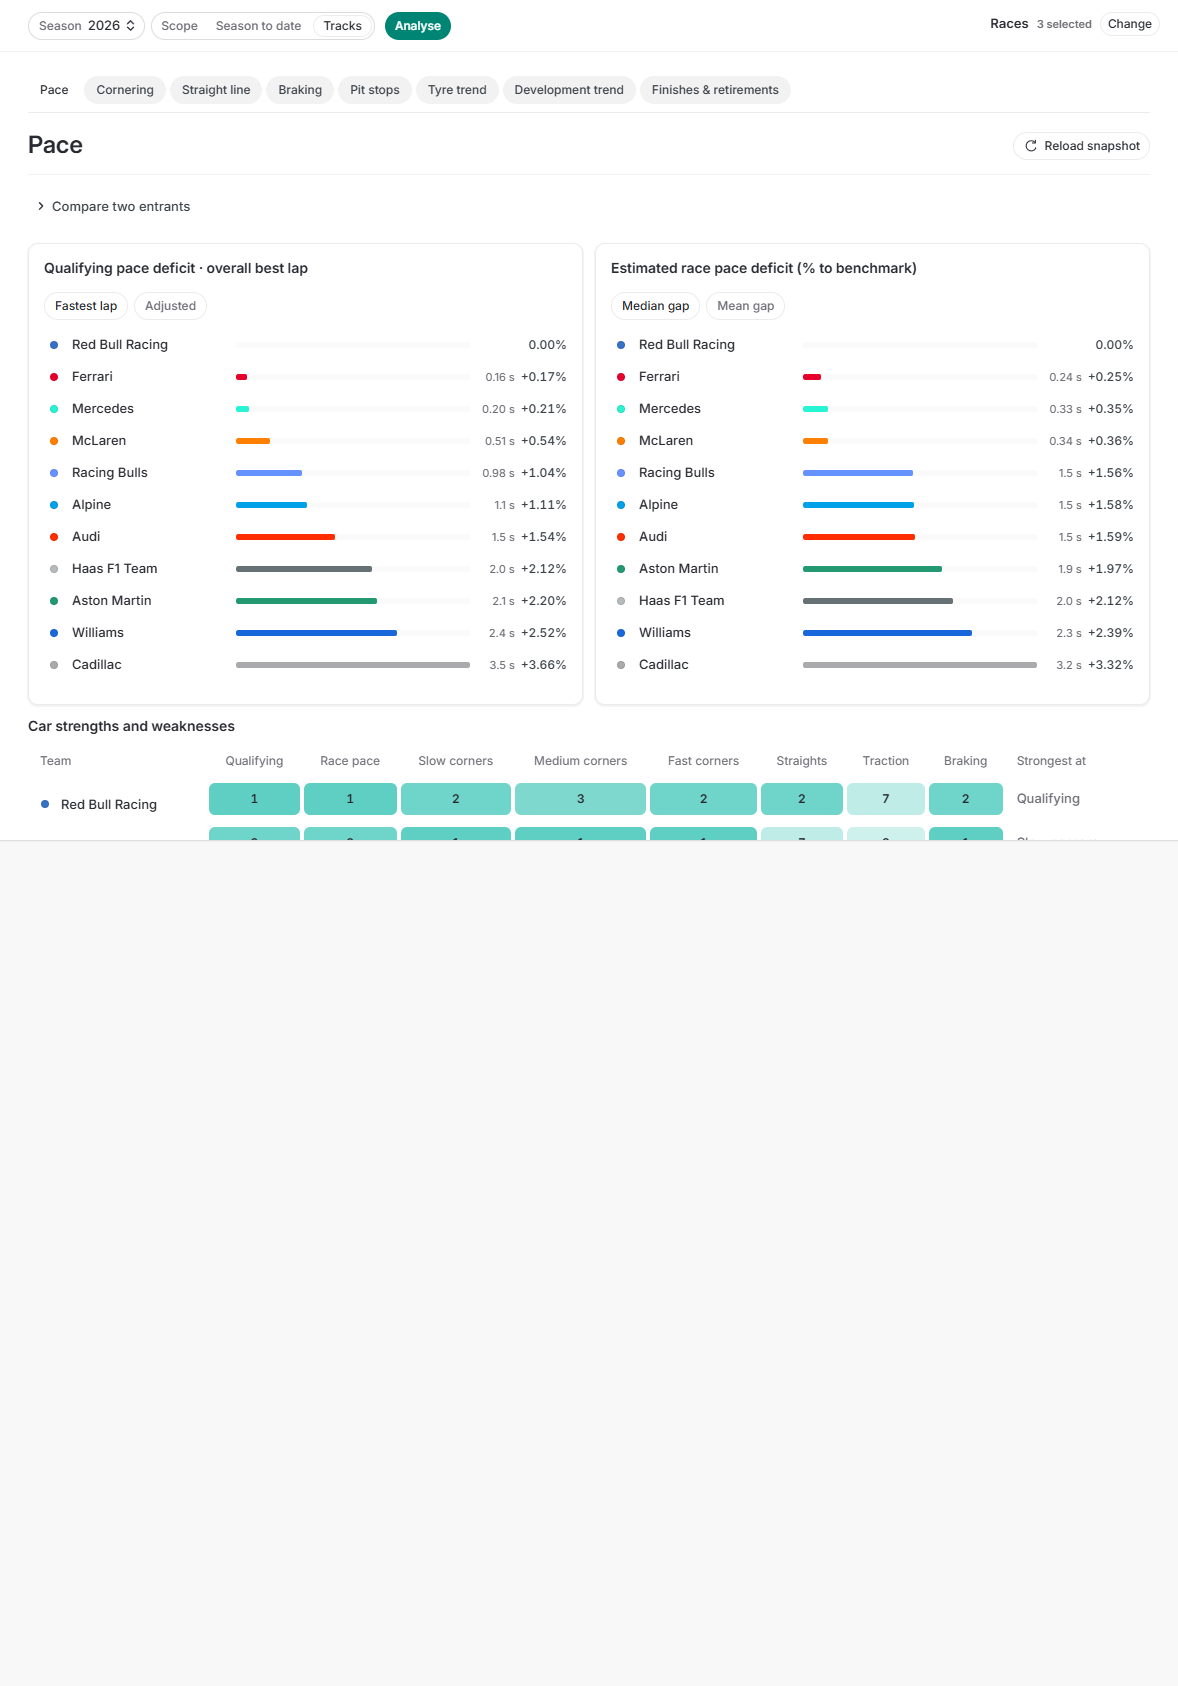 Season 2026 Scope Season to date Tracks Analyse Races 3 selected Change
Pace Cornering Straight line Braking Pit stops Tyre trend Development trend Finishes & retirements
Pace
Reload snapshot
Compare two entrants
Qualifying pace deficit · overall best lap
Fastest lap Adjusted
Red Bull Racing 0.00%
Ferrari 0.16 s +0.17%
Mercedes 0.20 s +0.21%
McLaren 0.51 s +0.54%
Racing Bulls 0.98 s +1.04%
Alpine 1.1 s +1.11%
Audi 1.5 s +1.54%
Haas F1 Team 2.0 s +2.12%
Aston Martin 2.1 s +2.20%
Williams 2.4 s +2.52%
Cadillac 3.5 s +3.66%
Estimated race pace deficit (% to benchmark)
Median gap Mean gap
Red Bull Racing 0.00%
Ferrari 0.24 s +0.25%
Mercedes 0.33 s +0.35%
McLaren 0.34 s +0.36%
Racing Bulls 1.5 s +1.56%
Alpine 1.5 s +1.58%
Audi 1.5 s +1.59%
Aston Martin 1.9 s +1.97%
Haas F1 Team 2.0 s +2.12%
Williams 2.3 s +2.39%
Cadillac 3.2 s +3.32%
Car strengths and weaknesses
Team Qualifying Race pace Slow corners Medium corners Fast corners Straights Traction Braking Strongest at
Red Bull Racing 1 1 2 3 2 2 7 2 Qualifying